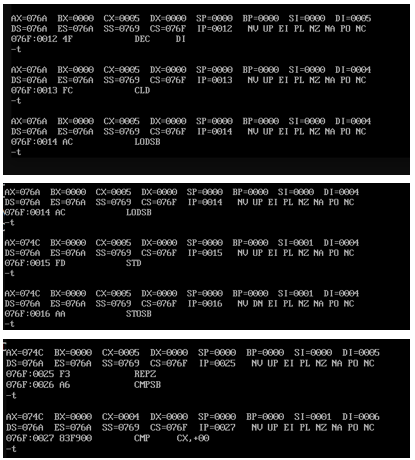 AX=076A BX=0000 CX=0005 DX=0000 SP=0000 BP=0000 SI=0000 DI=0005
DS=076A ES=076A SS=0769 CS=076F IP=0012 NV UP EI PL NZ NA PO NC
076F:0012 4F DEC DI
-t
AX=076A BX=0000 CX=0005 DX=0000 SP=0000 BP=0000 SI=0000 DI=0004
DS=076A ES=076A SS=0769 CS=076F IP=0013 NV UP EI PL NZ NA PO NC
076F:0013 FC CLD
-t
AX=076A BX=0000 CX=0005 DX=0000 SP=0000 BP=0000 SI=0000 DI=0004
DS=076A ES=076A SS=0769 CS=076F IP=0014 NV UP EI PL NZ NA PO NC
076F:0014 AC LODSB
-t
AX=076A BX=0000 CX=0005 DX=0000 SP=0000 BP=0000 SI=0000 DI=0004
DS=076A ES=076A SS=0769 CS=076F IP=0014 NV UP EI PL NZ NA PO NC
076F:0014 AC LODSB
-t
AX=074C BX=0000 CX=0005 DX=0000 SP=0000 BP=0000 SI=0001 DI=0004
DS=076A ES=076A SS=0769 CS=076F IP=0015 NV UP EI PL NZ NA PO NC
076F:0015 FD STD
-t
AX=074C BX=0000 CX=0005 DX=0000 SP=0000 BP=0000 SI=0001 DI=0004
DS=076A ES=076A SS=0769 CS=076F IP=0016 NV DN EI PL NZ NA PO NC
076F:0016 AA STOSB
-t
AX=074C BX=0000 CX=0005 DX=0000 SP=0000 BP=0000 SI=0000 DI=0005
DS=076A ES=076A SS=0769 CS=076F IP=0025 NV UP EI PL NZ NA PO NC
076F:0025 F3 REPZ
076F:0026 A6 CMPSB
-t
AX=074C BX=0000 CX=0004 DX=0000 SP=0000 BP=0000 SI=0001 DI=0006
DS=076A ES=076A SS=0769 CS=076F IP=0027 NV UP EI PL NZ NA PO NC
076F:0027 83F900 CMP CX,+00
-t